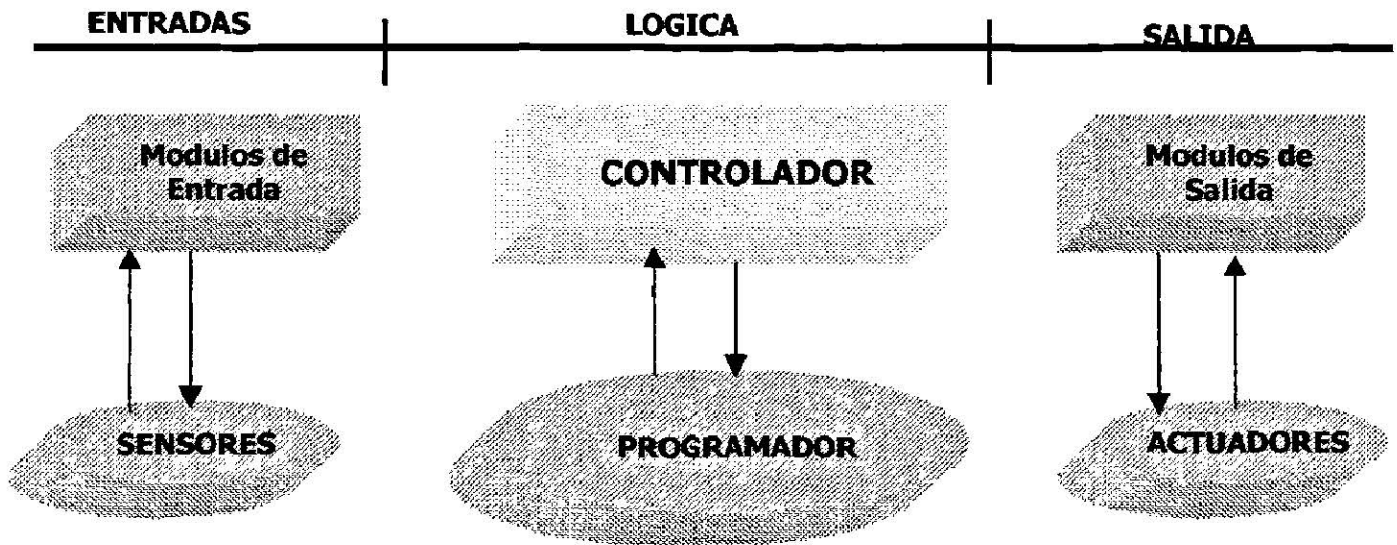 ENTRADAS
LOGICA
SALIDA
Modulos de
Entrada
CONTROLADOR
Modulos de
Salida
SENSORES
PROGRAMADOR
ACTUADORES